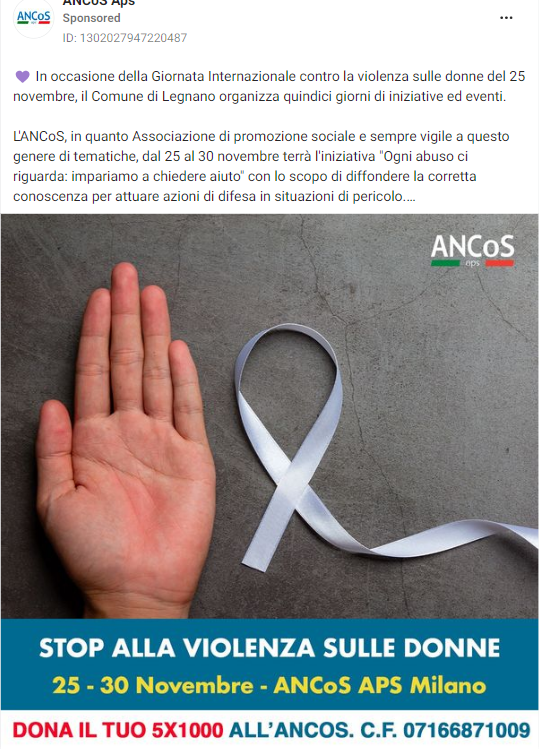 ANCoS Aps
ANCoS
Sponsored
ID: 1302027947220487
💜 In occasione della Giornata Internazionale contro la violenza sulle donne del 25
novembre, il Comune di Legnano organizza quindici giorni di iniziative ed eventi.
L'ANCoS, in quanto Associazione di promozione sociale e sempre vigile a questo
genere di tematiche, dal 25 al 30 novembre terrà l'iniziativa "Ogni abuso ci
riguarda: impariamo a chiedere aiuto" con lo scopo di diffondere la corretta
conoscenza per attuare azioni di difesa in situazioni di pericolo....
ANCoS
aps
STOP ALLA VIOLENZA SULLE DONNE
25 - 30 Novembre - ANCoS APS Milano
DONA IL TUO 5X1000 ALL'ANCOS. C.F. 07166871009